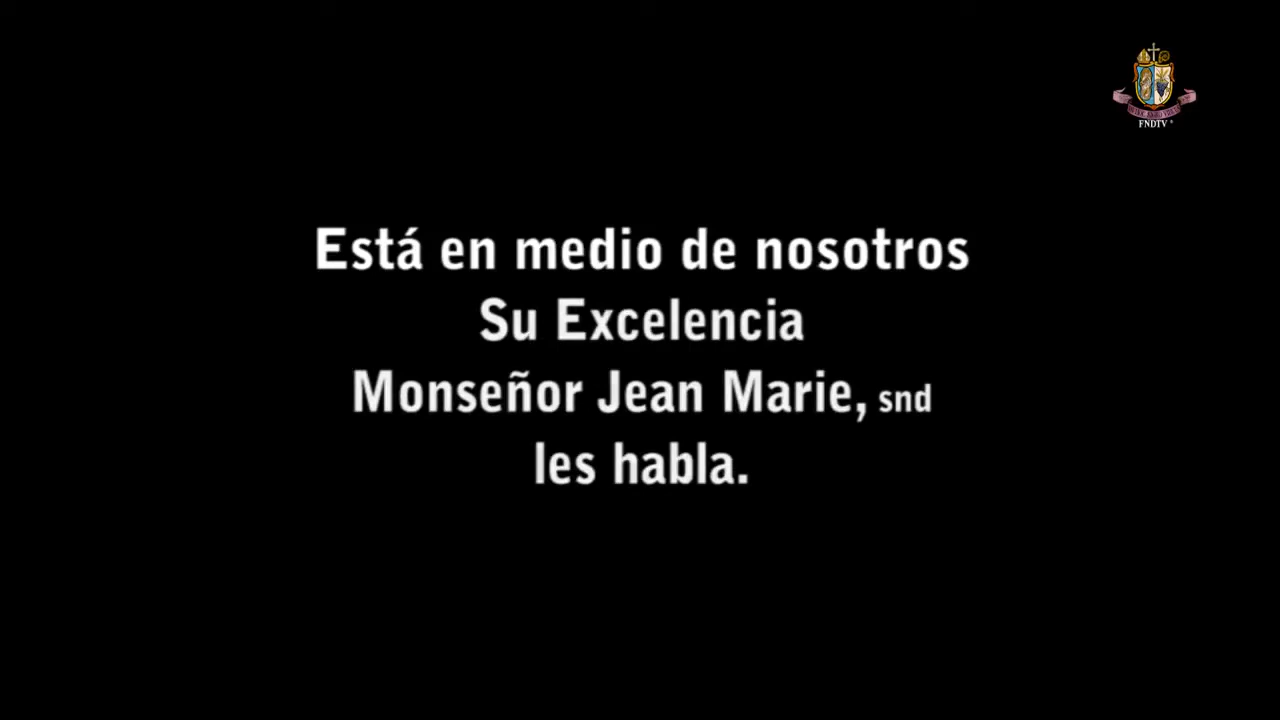 FNDTV
Está en medio de nosotros
Su Excelencia
Monseñor Jean Marie, snd
les habla.